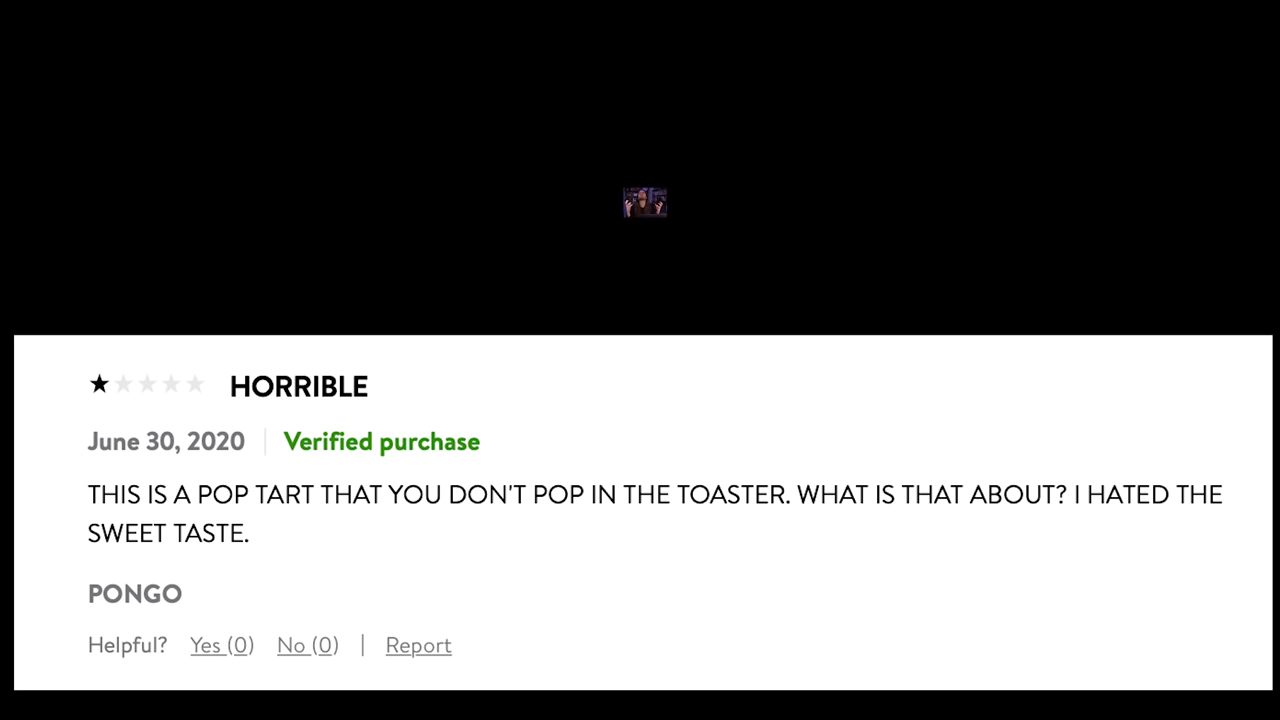 HORRIBLE
June 30, 2020 | Verified purchase
THIS IS A POP TART THAT YOU DON'T POP IN THE TOASTER. WHAT IS THAT ABOUT? I HATED THE
SWEET TASTE.
PONGO
Helpful? Yes (0) No (0) | Report